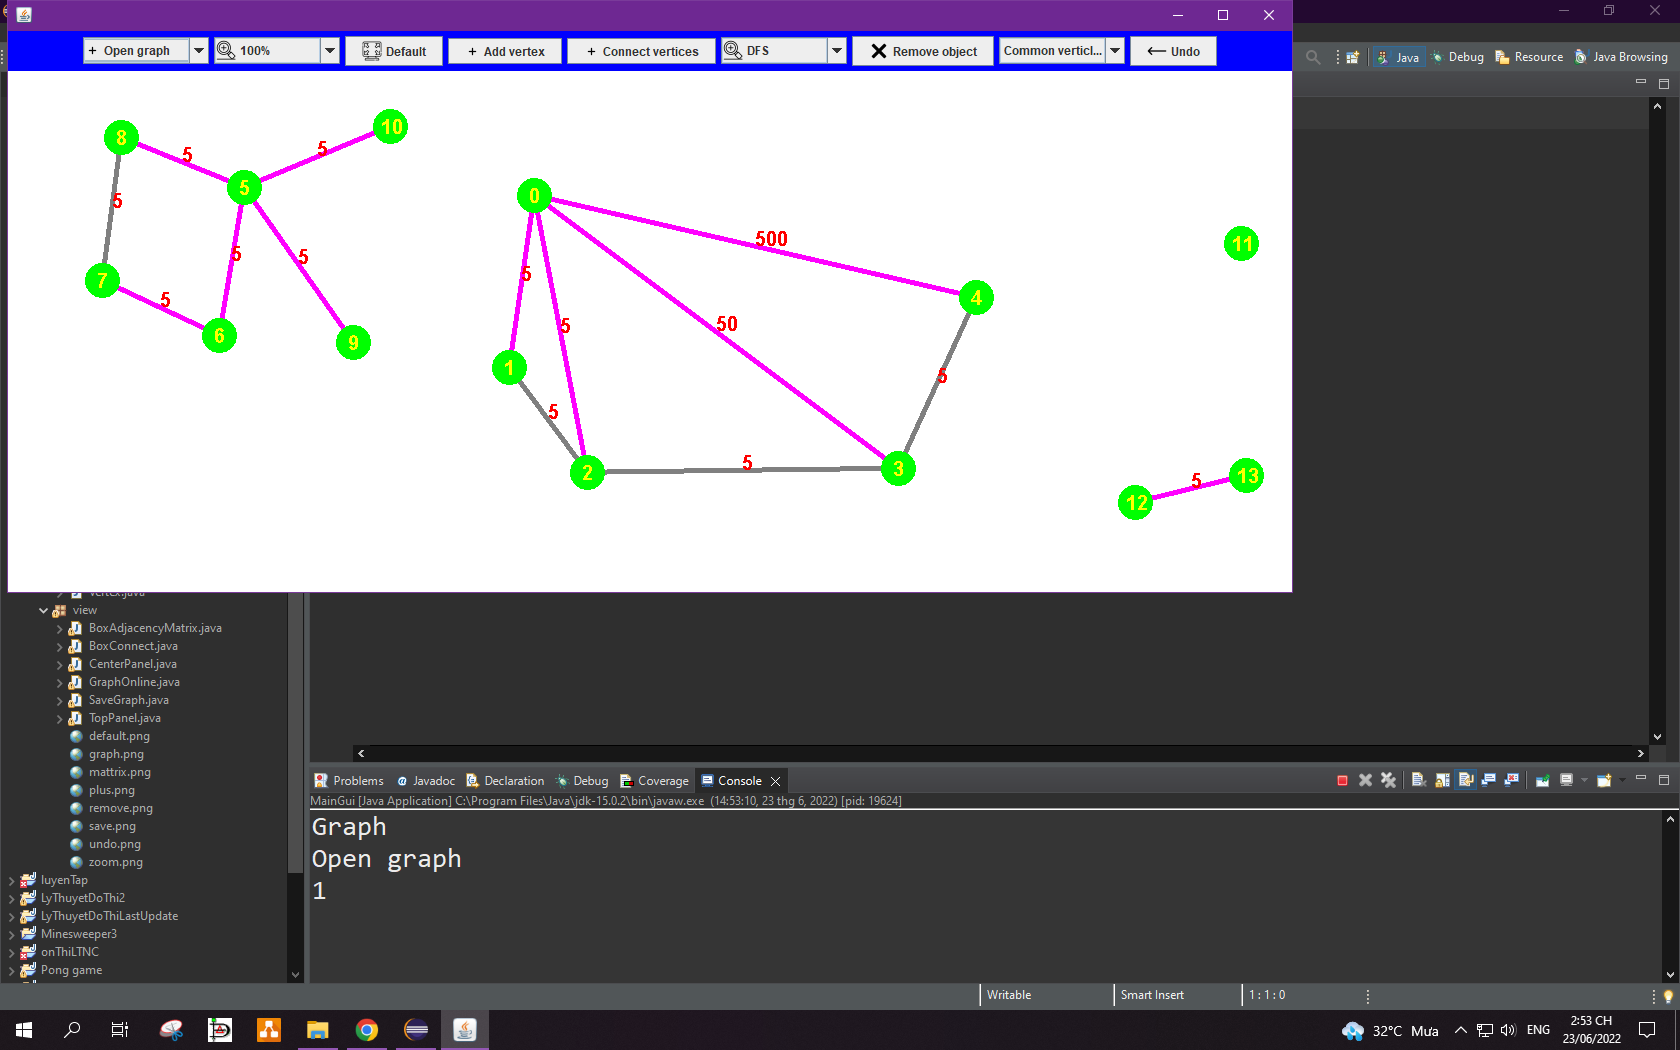 + Open graph
100%
Default
+ Add vertex
+ Connect vertices
DFS
Remove object
Common verticl...
Undo
Java
Debug
Resource
Java Browsing
8
10
5
5
5
5
0
500
11
5
5
5
7
5
4
5
50
5
6
9
1
5
5
2
5
3
5
12
13
Vertex.java
view
BoxAdjacencyMatrix.java
BoxConnect.java
CenterPanel.java
GraphOnline.java
SaveGraph.java
TopPanel.java
default.png
graph.png
mattrix.png
plus.png
remove.png
save.png
undo.png
zoom.png
luyenTap
LyThuyetDoThi2
LyThuyetDoThiLastUpdate
Minesweeper3
onThiLTNC
Pong game
Problems
Javadoc
Declaration
Debug
Coverage
Console
MainGui [Java Application] C:\Program Files\Java\jdk-15.0.2\bin\javaw.exe (14:53:10, 23 thg 6, 2022) [pid: 19624]
Graph
Open graph
1
Writable
Smart Insert
1 : 1 : 0
32°C Mưa
ENG
2:53 CH
23/06/2022